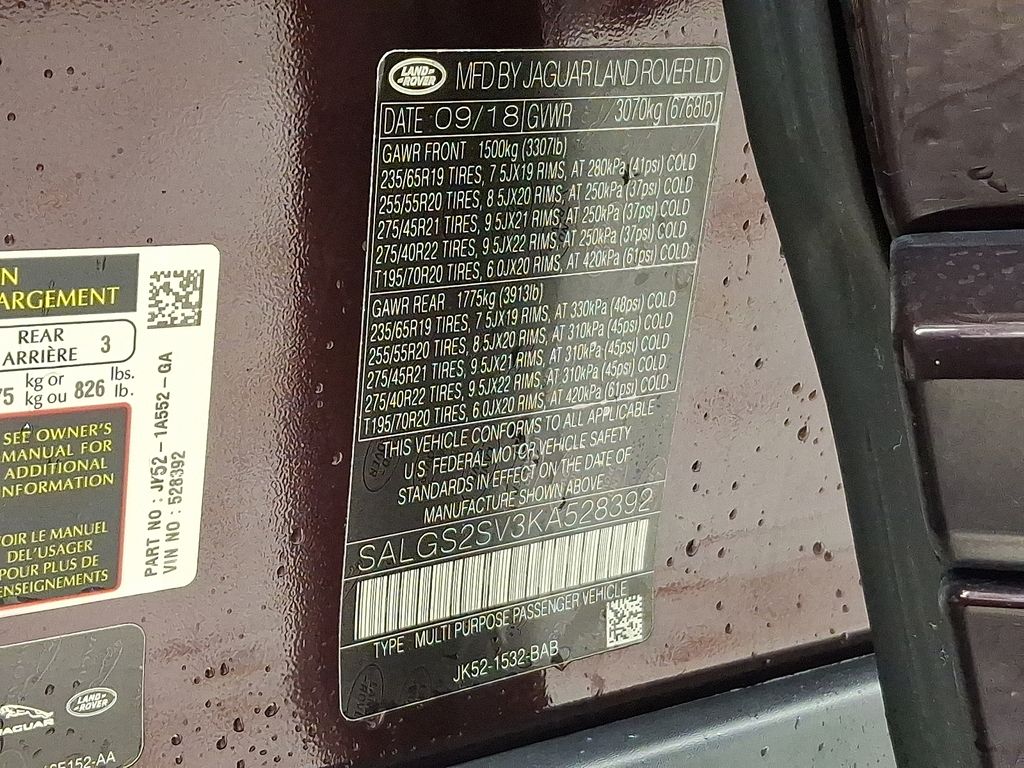 LAND ROVER MFD BY JAGUAR LAND ROVER LTD
DATE 09/18 GVWR 3070kg (6768lb)
GAWR FRONT 1500kg (3307lb)
235/65R19 TIRES, 7.5JX19 RIMS, AT 280kPa (41psi) COLD
255/55R20 TIRES, 8.5JX20 RIMS, AT 250kPa (37psi) COLD
275/45R21 TIRES, 9.5JX21 RIMS, AT 250kPa (37psi) COLD
275/40R22 TIRES, 9.5JX22 RIMS, AT 250kPa (37psi) COLD
T195/70R20 TIRES, 6.0JX20 RIMS, AT 420kPa (61psi) COLD
GAWR REAR 1775kg (3913lb)
235/65R19 TIRES, 7.5JX19 RIMS, AT 330kPa (48psi) COLD
255/55R20 TIRES, 8.5JX20 RIMS, AT 310kPa (45psi) COLD
275/45R21 TIRES, 9.5JX21 RIMS, AT 310kPa (45psi) COLD
275/40R22 TIRES, 9.5JX22 RIMS, AT 310kPa (45psi) COLD
T195/70R20 TIRES, 6.0JX20 RIMS, AT 420kPa (61psi) COLD
THIS VEHICLE CONFORMS TO ALL APPLICABLE
U.S. FEDERAL MOTOR VEHICLE SAFETY
STANDARDS IN EFFECT ON THE DATE OF
MANUFACTURE SHOWN ABOVE
SALGS2SV3KA528392
TYPE MULTI PURPOSE PASSENGER VEHICLE
JK52-1532-BAB
N
ARGEMENT
REAR
ARRIÈRE 3
75 kg or
kg ou 826 lbs.
lb.
SEE OWNER'S
MANUAL FOR
ADDITIONAL
INFORMATION
VOIR LE MANUEL
DEL'USAGER
POUR PLUS DE
RENSEIGNEMENTS
PART NO : JK52-1A552-GA
VIN NO : 528392
JAGUAR
LAND ROVER